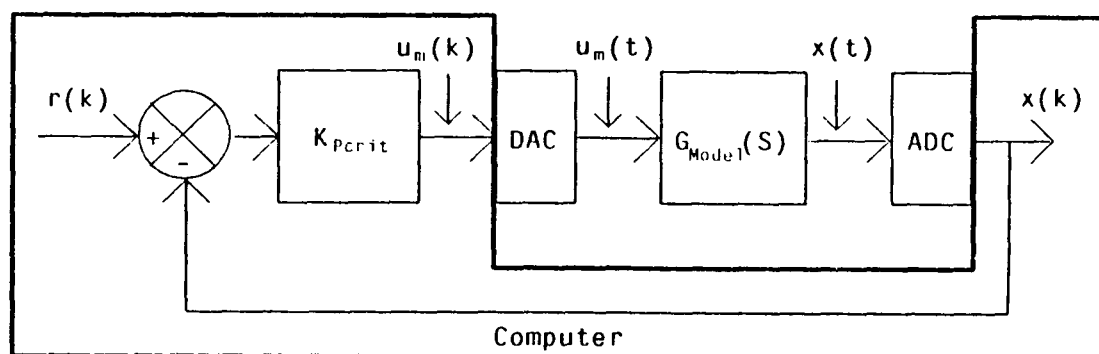 u_m(k)
u_m(t)
x(t)
r(k)
x(k)
+
-
K_Pcrit
DAC
G_Model(S)
ADC
Computer